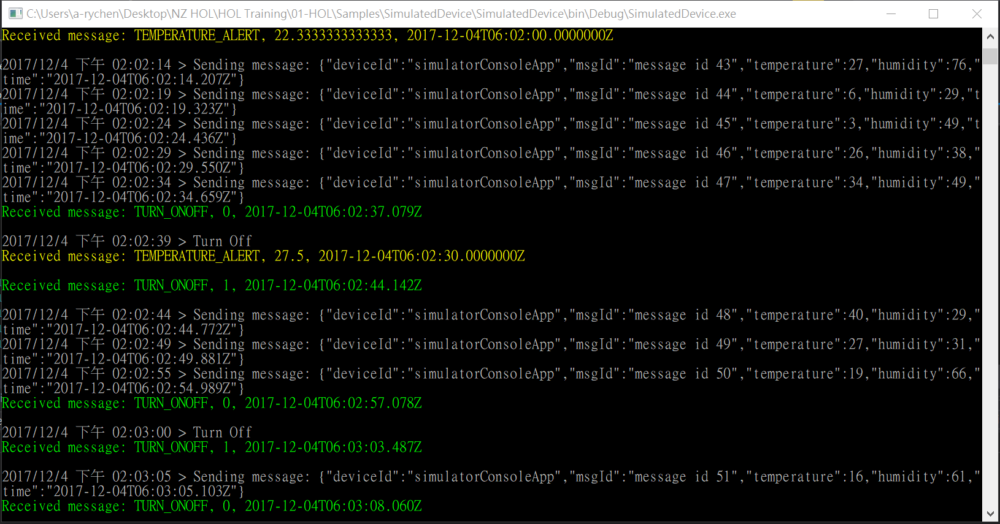 C:\Users\a-rychen\Desktop\NZ HOL\HOL Training\01-HOL\Samples\SimulatedDevice\SimulatedDevice\bin\Debug\SimulatedDevice.exe
Received message: TEMPERATURE_ALERT, 22.3333333333333, 2017-12-04T06:02:00.0000000Z
2017/12/4 下午 02:02:14 > Sending message: {"deviceId":"simulatorConsoleApp","msgId":"message id 43","temperature":27,"humidity":76,"
time":"2017-12-04T06:02:14.207Z"}
2017/12/4 下午 02:02:19 > Sending message: {"deviceId":"simulatorConsoleApp","msgId":"message id 44","temperature":6,"humidity":29,"t
ime":"2017-12-04T06:02:19.323Z"}
2017/12/4 下午 02:02:24 > Sending message: {"deviceId":"simulatorConsoleApp","msgId":"message id 45","temperature":3,"humidity":49,"t
ime":"2017-12-04T06:02:24.436Z"}
2017/12/4 下午 02:02:29 > Sending message: {"deviceId":"simulatorConsoleApp","msgId":"message id 46","temperature":26,"humidity":38,"
time":"2017-12-04T06:02:29.550Z"}
2017/12/4 下午 02:02:34 > Sending message: {"deviceId":"simulatorConsoleApp","msgId":"message id 47","temperature":34,"humidity":49,"
time":"2017-12-04T06:02:34.659Z"}
Received message: TURN_ONOFF, 0, 2017-12-04T06:02:37.079Z
2017/12/4 下午 02:02:39 > Turn Off
Received message: TEMPERATURE_ALERT, 27.5, 2017-12-04T06:02:30.0000000Z
Received message: TURN_ONOFF, 1, 2017-12-04T06:02:44.142Z
2017/12/4 下午 02:02:44 > Sending message: {"deviceId":"simulatorConsoleApp","msgId":"message id 48","temperature":40,"humidity":29,"
time":"2017-12-04T06:02:44.772Z"}
2017/12/4 下午 02:02:49 > Sending message: {"deviceId":"simulatorConsoleApp","msgId":"message id 49","temperature":27,"humidity":31,"
time":"2017-12-04T06:02:49.881Z"}
2017/12/4 下午 02:02:55 > Sending message: {"deviceId":"simulatorConsoleApp","msgId":"message id 50","temperature":19,"humidity":66,"
time":"2017-12-04T06:02:54.989Z"}
Received message: TURN_ONOFF, 0, 2017-12-04T06:02:57.078Z
2017/12/4 下午 02:03:00 > Turn Off
Received message: TURN_ONOFF, 1, 2017-12-04T06:03:03.487Z
2017/12/4 下午 02:03:05 > Sending message: {"deviceId":"simulatorConsoleApp","msgId":"message id 51","temperature":16,"humidity":61,"
time":"2017-12-04T06:03:05.103Z"}
Received message: TURN_ONOFF, 0, 2017-12-04T06:03:08.060Z